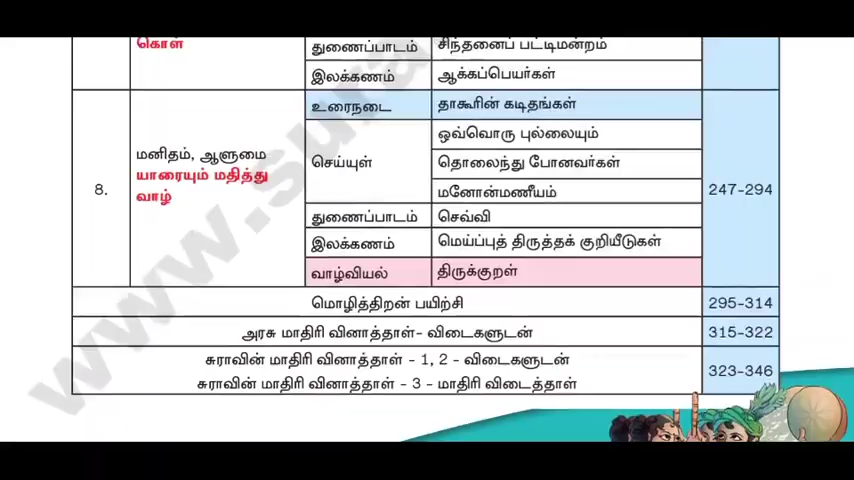 கொள்
துணைப்பாடம் சிந்தனைப் பட்டிமன்றம்
இலக்கணம் ஆக்கப்பெயர்கள்
உரைநடை தாகூரின் கடிதங்கள்
ஒவ்வொரு புல்லையும்
மனிதம், ஆளுமை
செய்யுள் தொலைந்து போனவர்கள்
யாரையும் மதித்து
8. மனோன்மணீயம் 247-294
வாழ்
துணைப்பாடம் செவ்வி
இலக்கணம் மெய்ப்புத் திருத்தக் குறியீடுகள்
வாழ்வியல் திருக்குறள்
மொழித்திறன் பயிற்சி 295-314
அரசு மாதிரி வினாத்தாள்- விடைகளுடன் 315-322
சுராவின் மாதிரி வினாத்தாள் - 1, 2 - விடைகளுடன்
சுராவின் மாதிரி வினாத்தாள் - 3 - மாதிரி விடைத்தாள் 323-346
www.sura